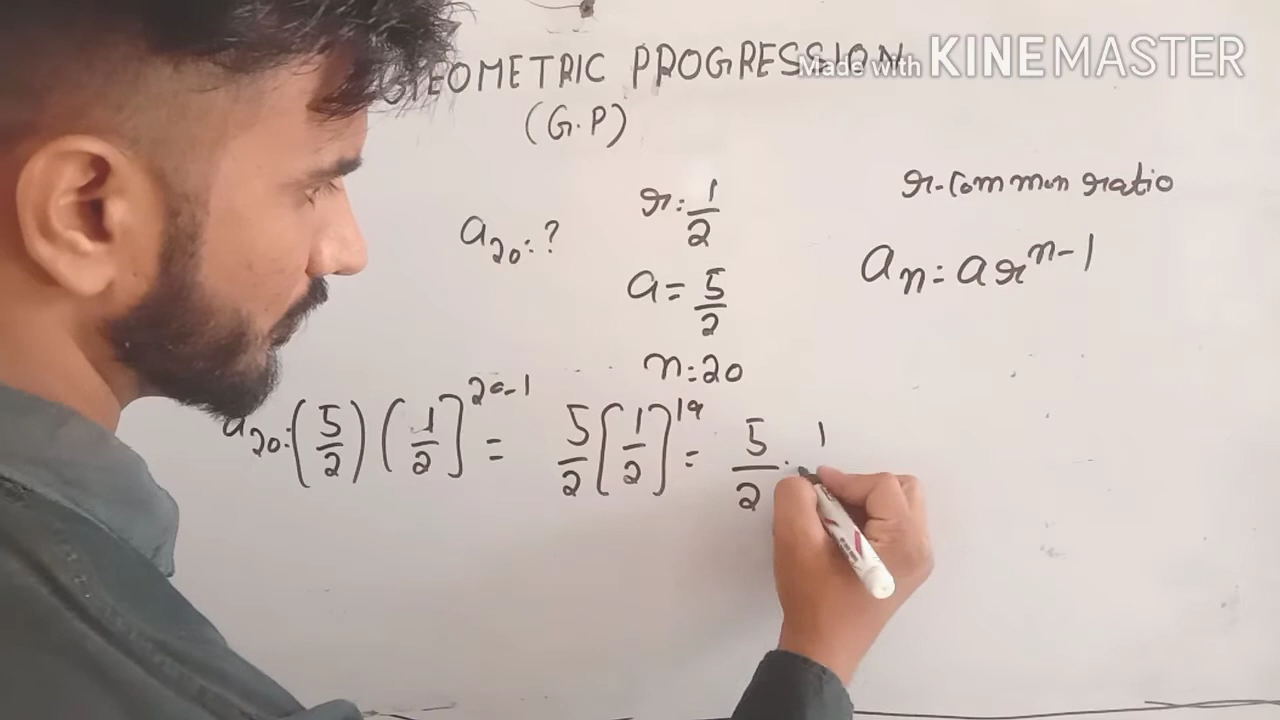 GEOMETRIC PROGRESSION
Made with KINEMASTER
(G.P)
r-common ratio
r: 1/2
a₂₀: ?
aₙ: arⁿ⁻¹
a = 5/2
n: 20
a₂₀: (5/2) (1/2]²⁰⁻¹ = 5/2 [1/2]¹⁹ = 5/2 · 1